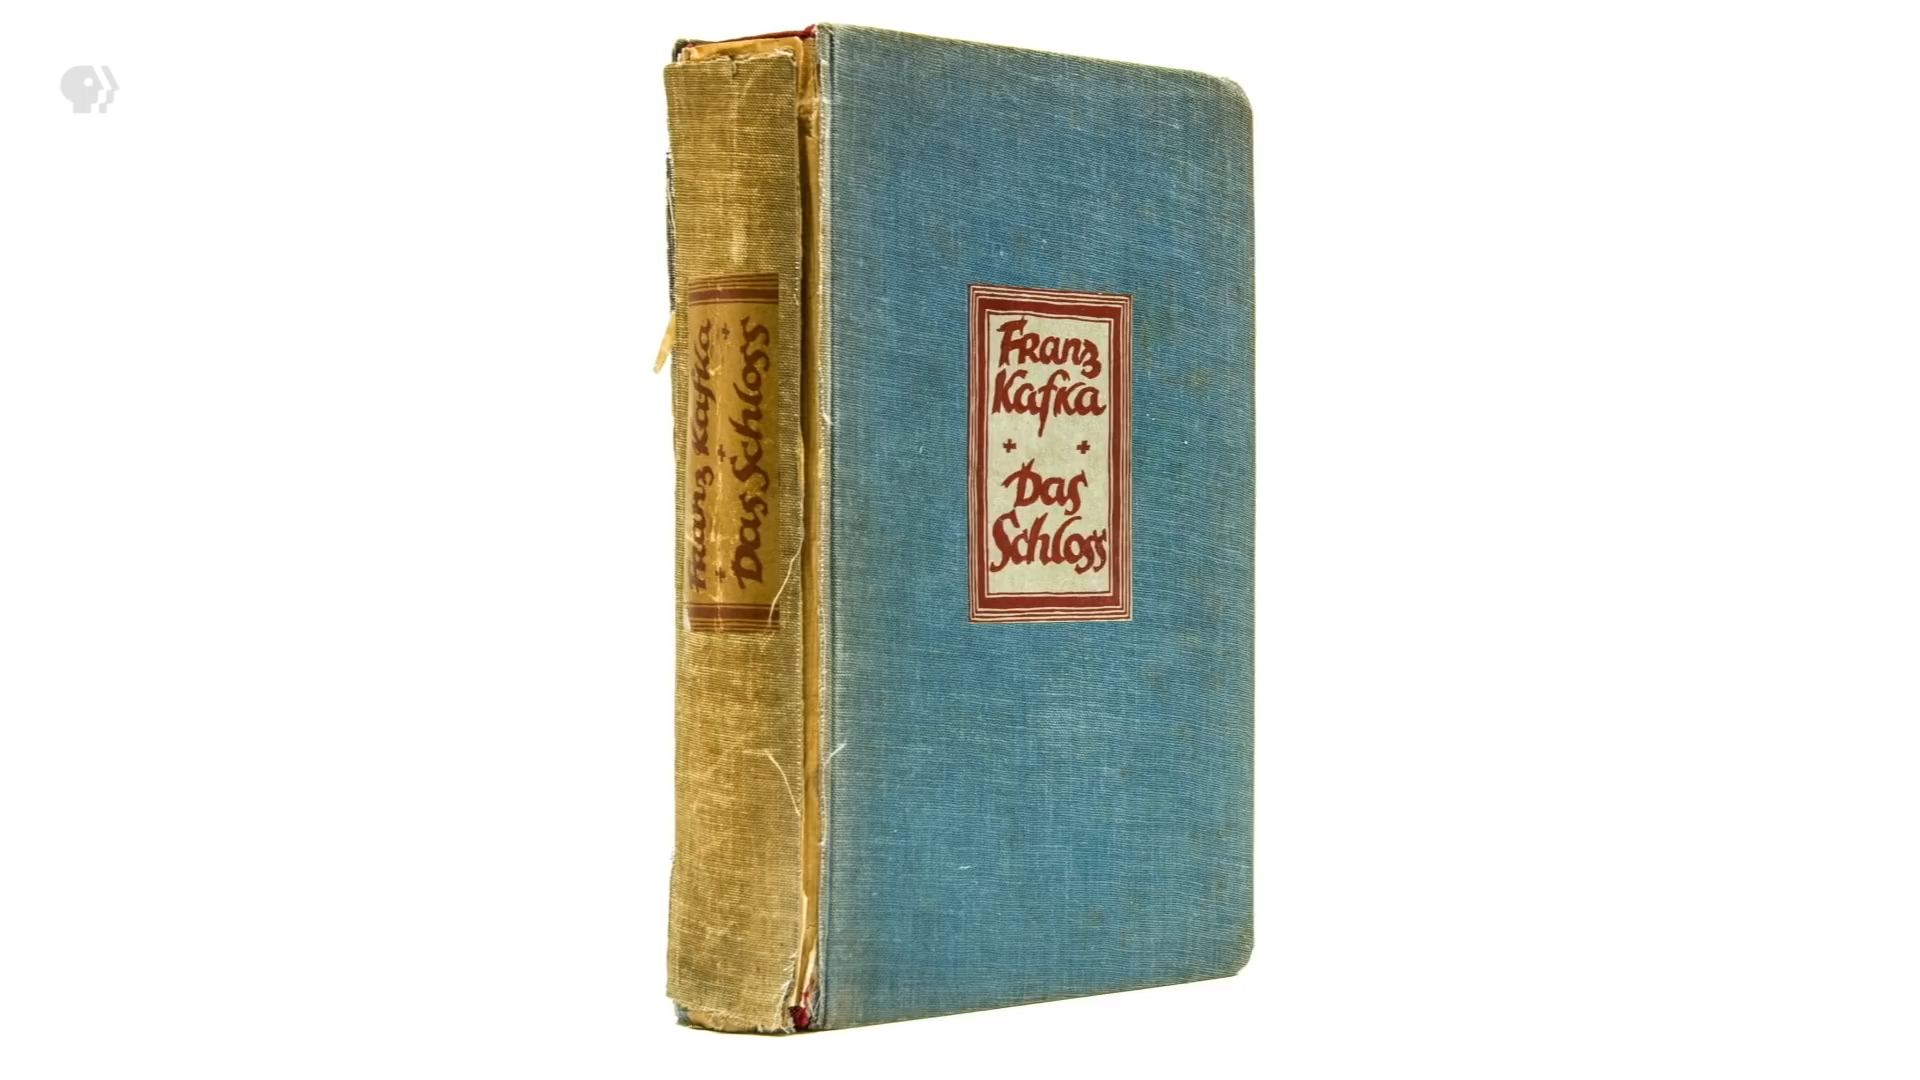 Franz Kafka
Das Schloss
Franz
Kafka
Das
Schloss